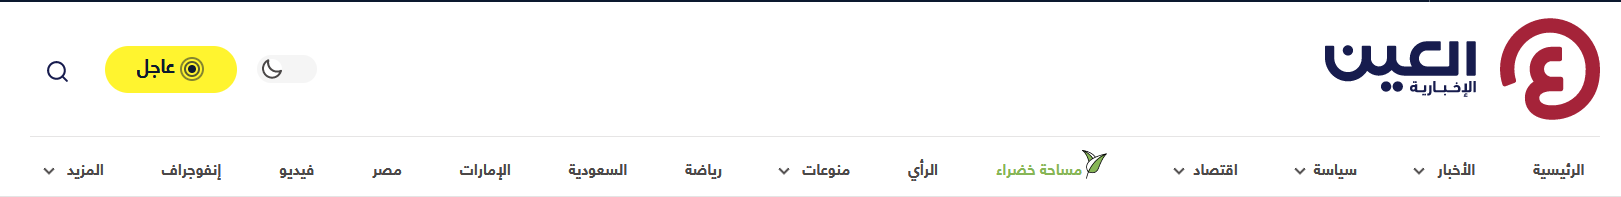 العين
الإخبارية
عاجل
الرئيسية الأخبار سياسة اقتصاد مساحة خضراء الرأي منوعات رياضة السعودية الإمارات مصر فيديو إنفوجراف المزيد